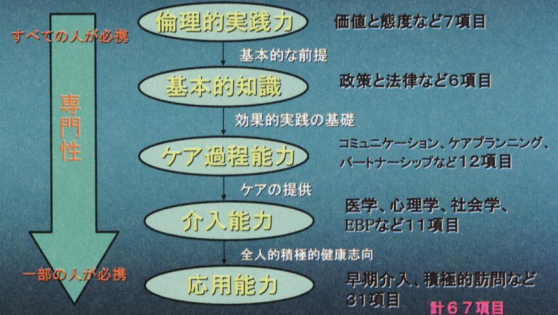 すべての人が必携
専門性
一部の人が必携
倫理的実践力
価値と態度など7項目
基本的な前提
基本的知識
政策と法律など6項目
効果的実践の基礎
ケア過程能力
コミュニケーション、ケアプランニング、
パートナーシップなど12項目
ケアの提供
介入能力
医学、心理学、社会学、
EBPなど11項目
全人的積極的健康志向
応用能力
早期介入、積極的訪問など
31項目
計67項目